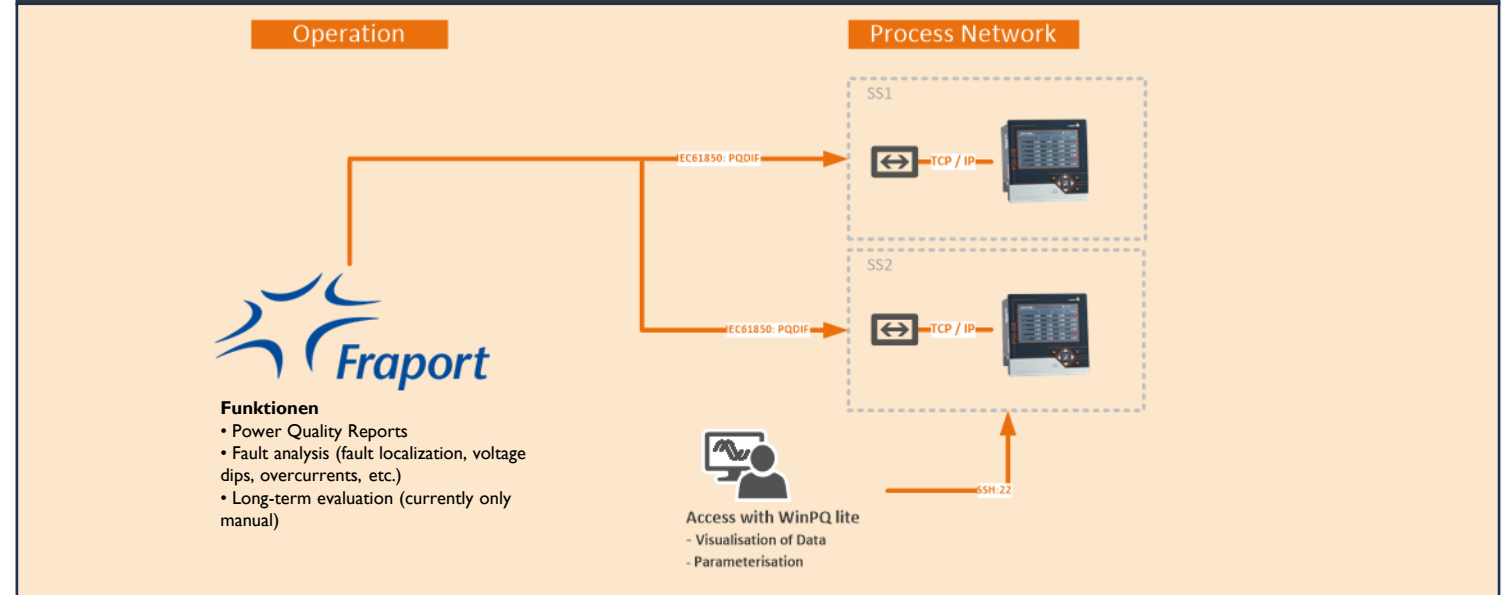 Operation
Process Network
SS1
IEC61850: PQDIF
TCP / IP
SS2
IEC61850: PQDIF
TCP / IP
Fraport
Funktionen
• Power Quality Reports
• Fault analysis (fault localization, voltage
dips, overcurrents, etc.)
• Long-term evaluation (currently only
manual)
SSH:22
Access with WinPQ lite
- Visualisation of Data
- Parameterisation